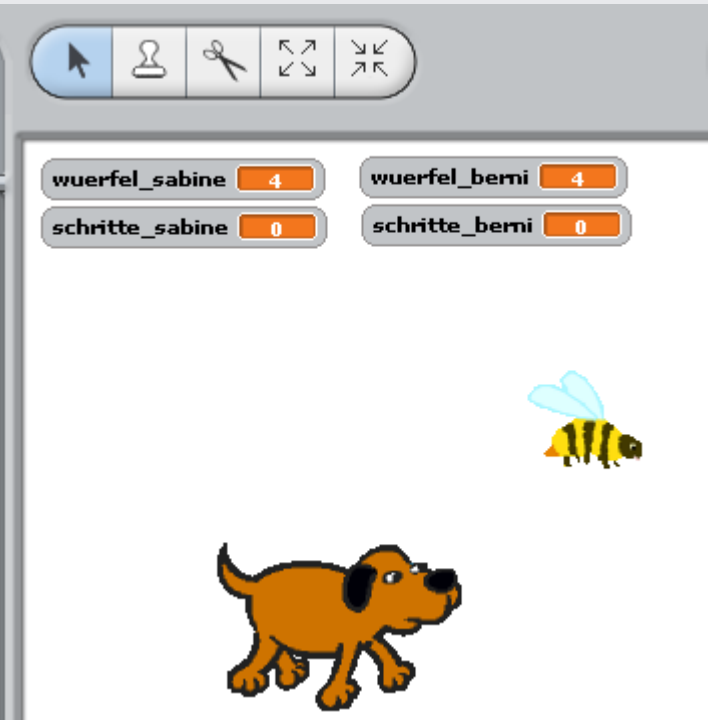 wuerfel_sabine 4
wuerfel_berni 4
schritte_sabine 0
schritte_berni 0